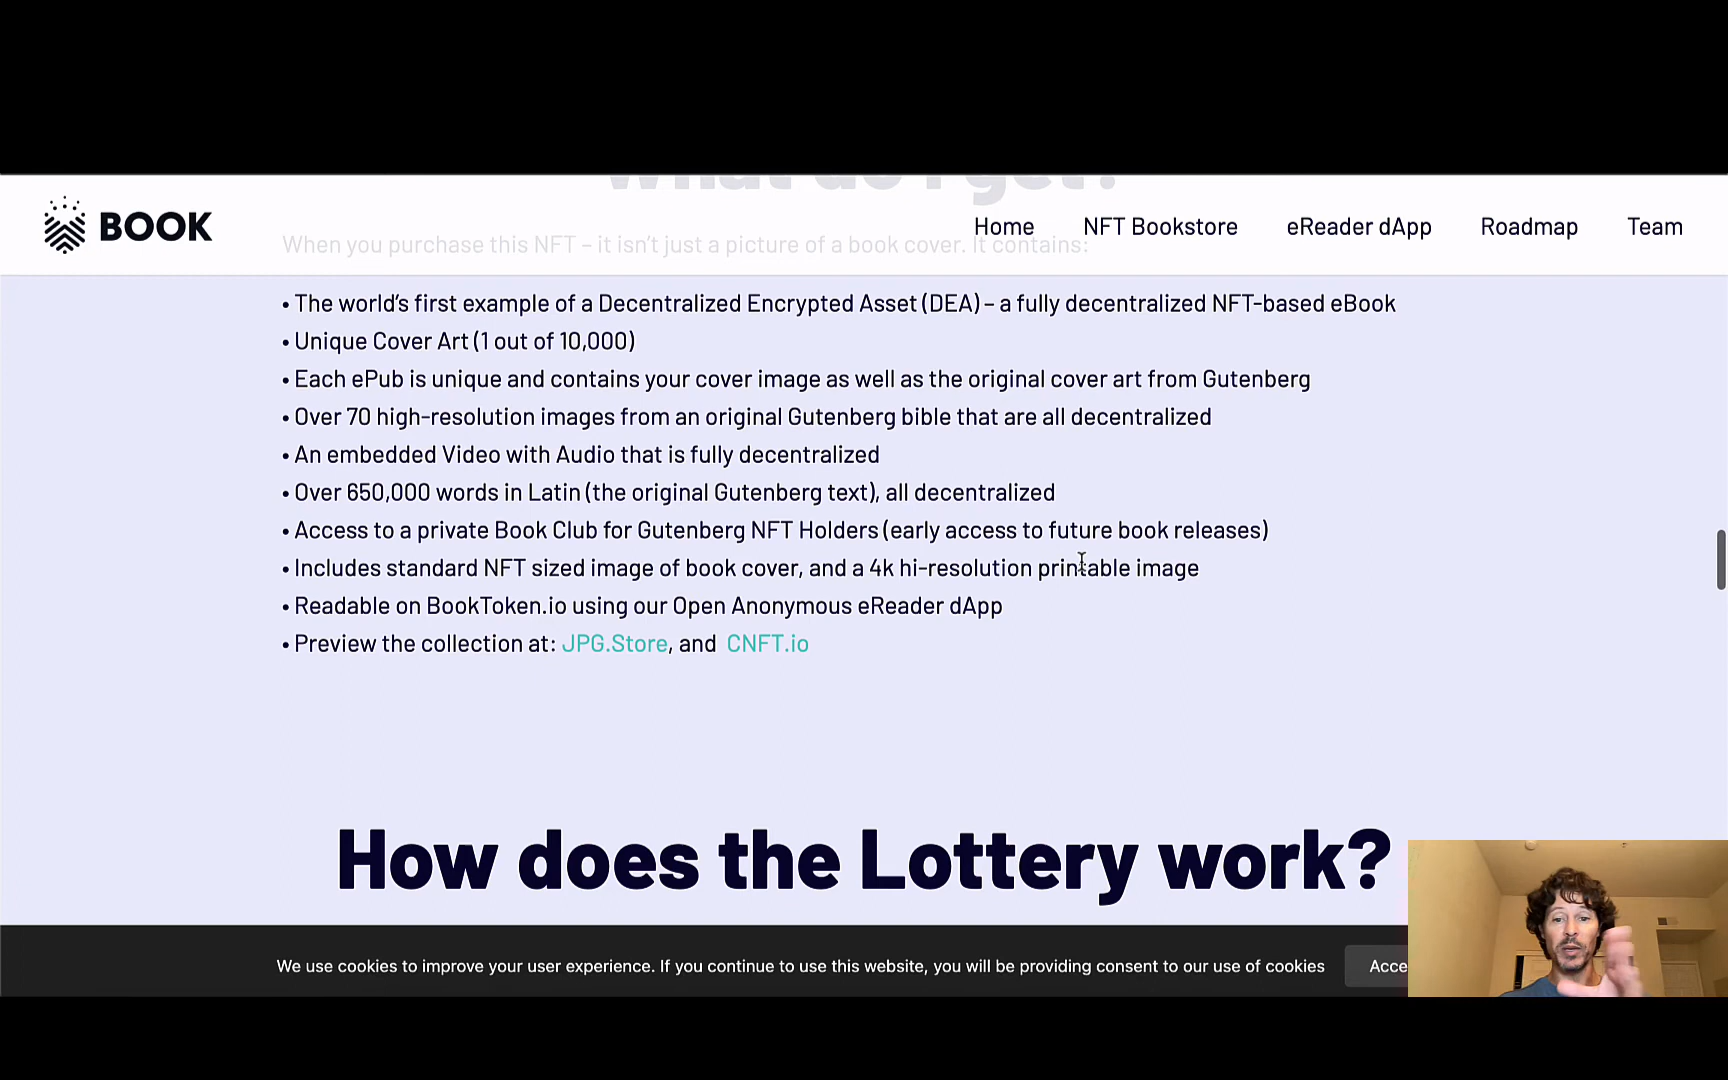 What do I get?
BOOK
Home
NFT Bookstore
eReader dApp
Roadmap
Team
When you purchase this NFT – it isn't just a picture of a book cover. It contains:
• The world's first example of a Decentralized Encrypted Asset (DEA) – a fully decentralized NFT-based eBook
• Unique Cover Art (1 out of 10,000)
• Each ePub is unique and contains your cover image as well as the original cover art from Gutenberg
• Over 70 high-resolution images from an original Gutenberg bible that are all decentralized
• An embedded Video with Audio that is fully decentralized
• Over 650,000 words in Latin (the original Gutenberg text), all decentralized
• Access to a private Book Club for Gutenberg NFT Holders (early access to future book releases)
• Includes standard NFT sized image of book cover, and a 4k hi-resolution printable image
• Readable on BookToken.io using our Open Anonymous eReader dApp
• Preview the collection at: JPG.Store, and CNFT.io
How does the Lottery work?
We use cookies to improve your user experience. If you continue to use this website, you will be providing consent to our use of cookies
Acce